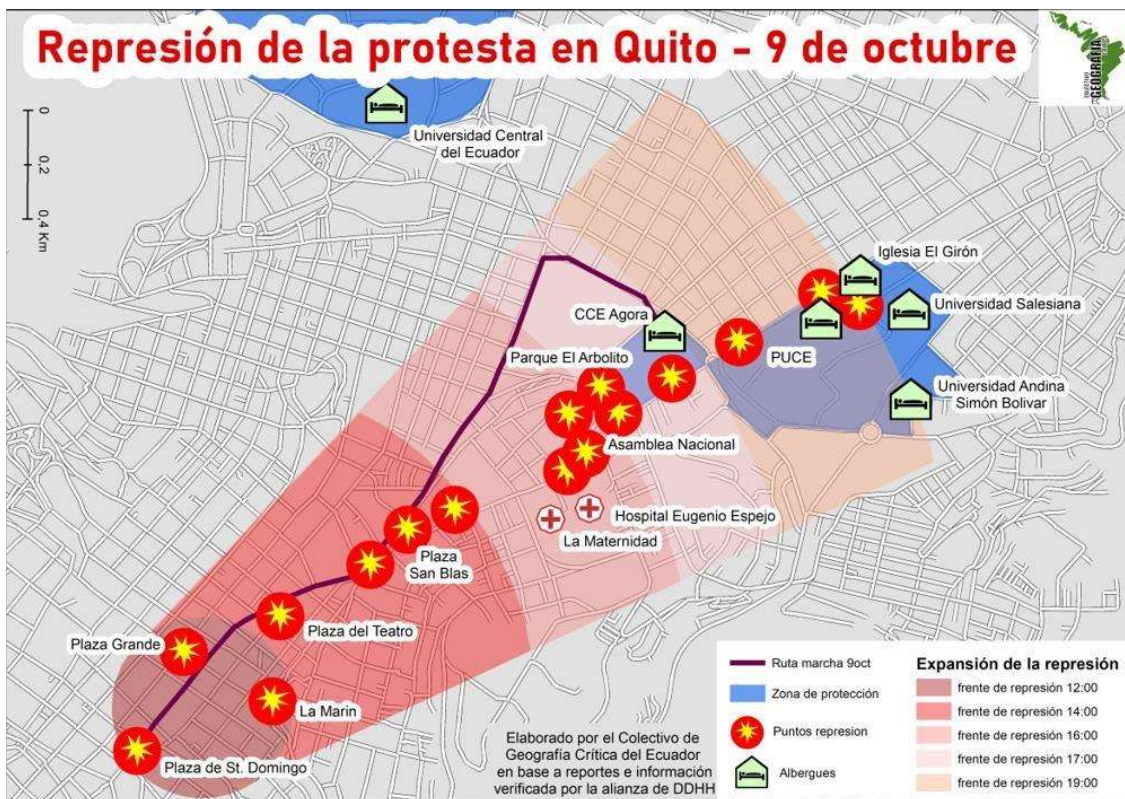 Represión de la protesta en Quito – 9 de octubre
GEOGRAFÍA
0
0,2
0,4 Km
Universidad Central
del Ecuador
Iglesia El Girón
Universidad Salesiana
CCE Agora
PUCE
Parque El Arbolito
Universidad Andina
Simón Bolivar
Asamblea Nacional
Hospital Eugenio Espejo
La Maternidad
Plaza
San Blas
Plaza del Teatro
Plaza Grande
La Marín
Plaza de St. Domingo
Elaborado por el Colectivo de
Geografía Crítica del Ecuador
en base a reportes e información
verificada por la alianza de DDHH
Ruta marcha 9oct
Zona de protección
Puntos represion
Albergues
Expansión de la represión
frente de represión 12:00
frente de represión 14:00
frente de represión 16:00
frente de represión 17:00
frente de represión 19:00